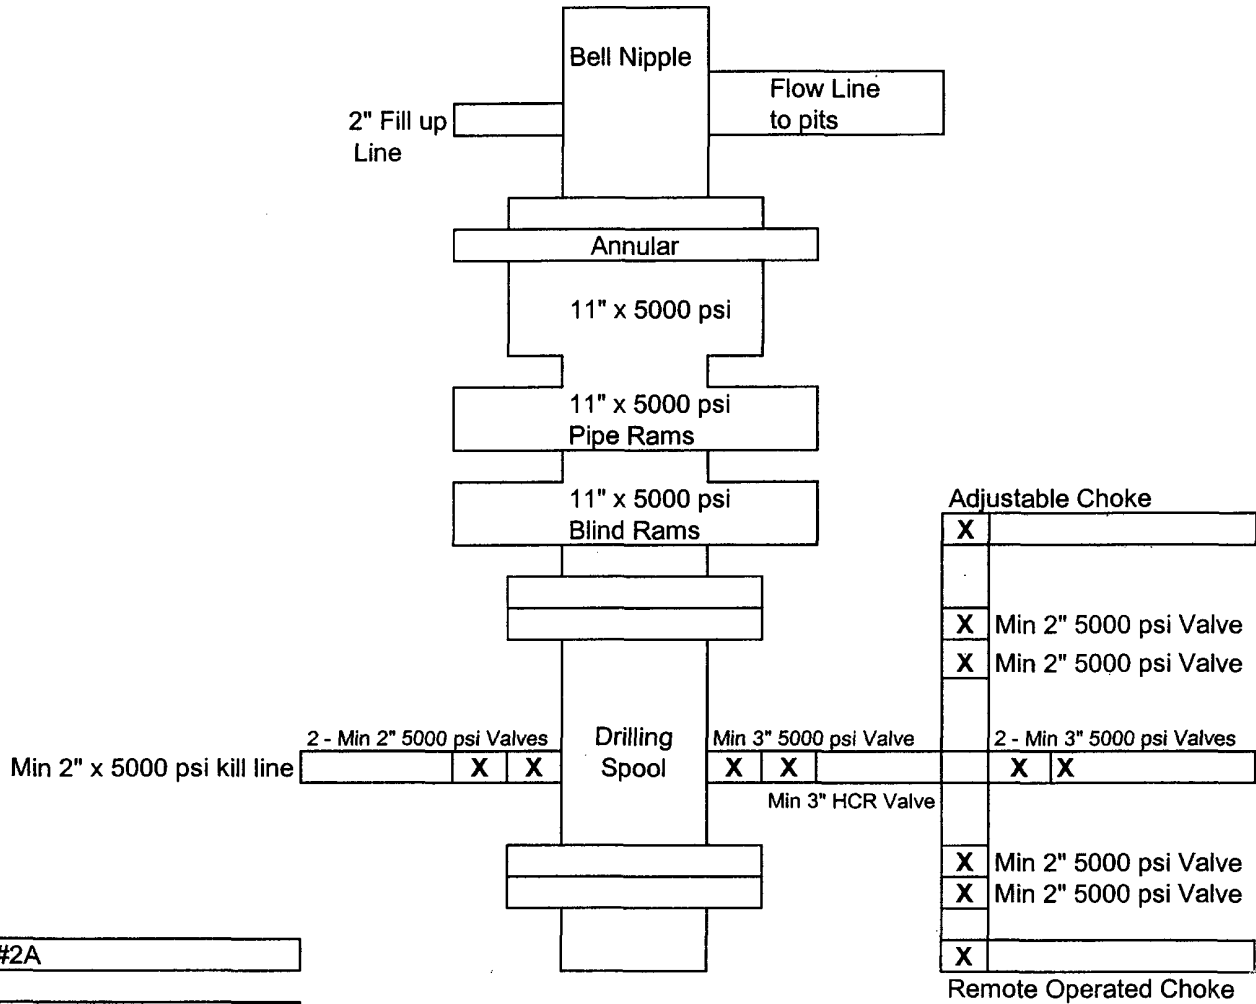 Bell Nipple
Flow Line
to pits
2" Fill up
Line
Annular
11" x 5000 psi
11" x 5000 psi
Pipe Rams
11" x 5000 psi
Blind Rams
Adjustable Choke
X
X Min 2" 5000 psi Valve
X Min 2" 5000 psi Valve
2 - Min 2" 5000 psi Valves
Drilling
Spool
Min 3" 5000 psi Valve
2 - Min 3" 5000 psi Valves
Min 2" x 5000 psi kill line
X X
X X
X X
Min 3" HCR Valve
X Min 2" 5000 psi Valve
X Min 2" 5000 psi Valve
#2A
X
Remote Operated Choke